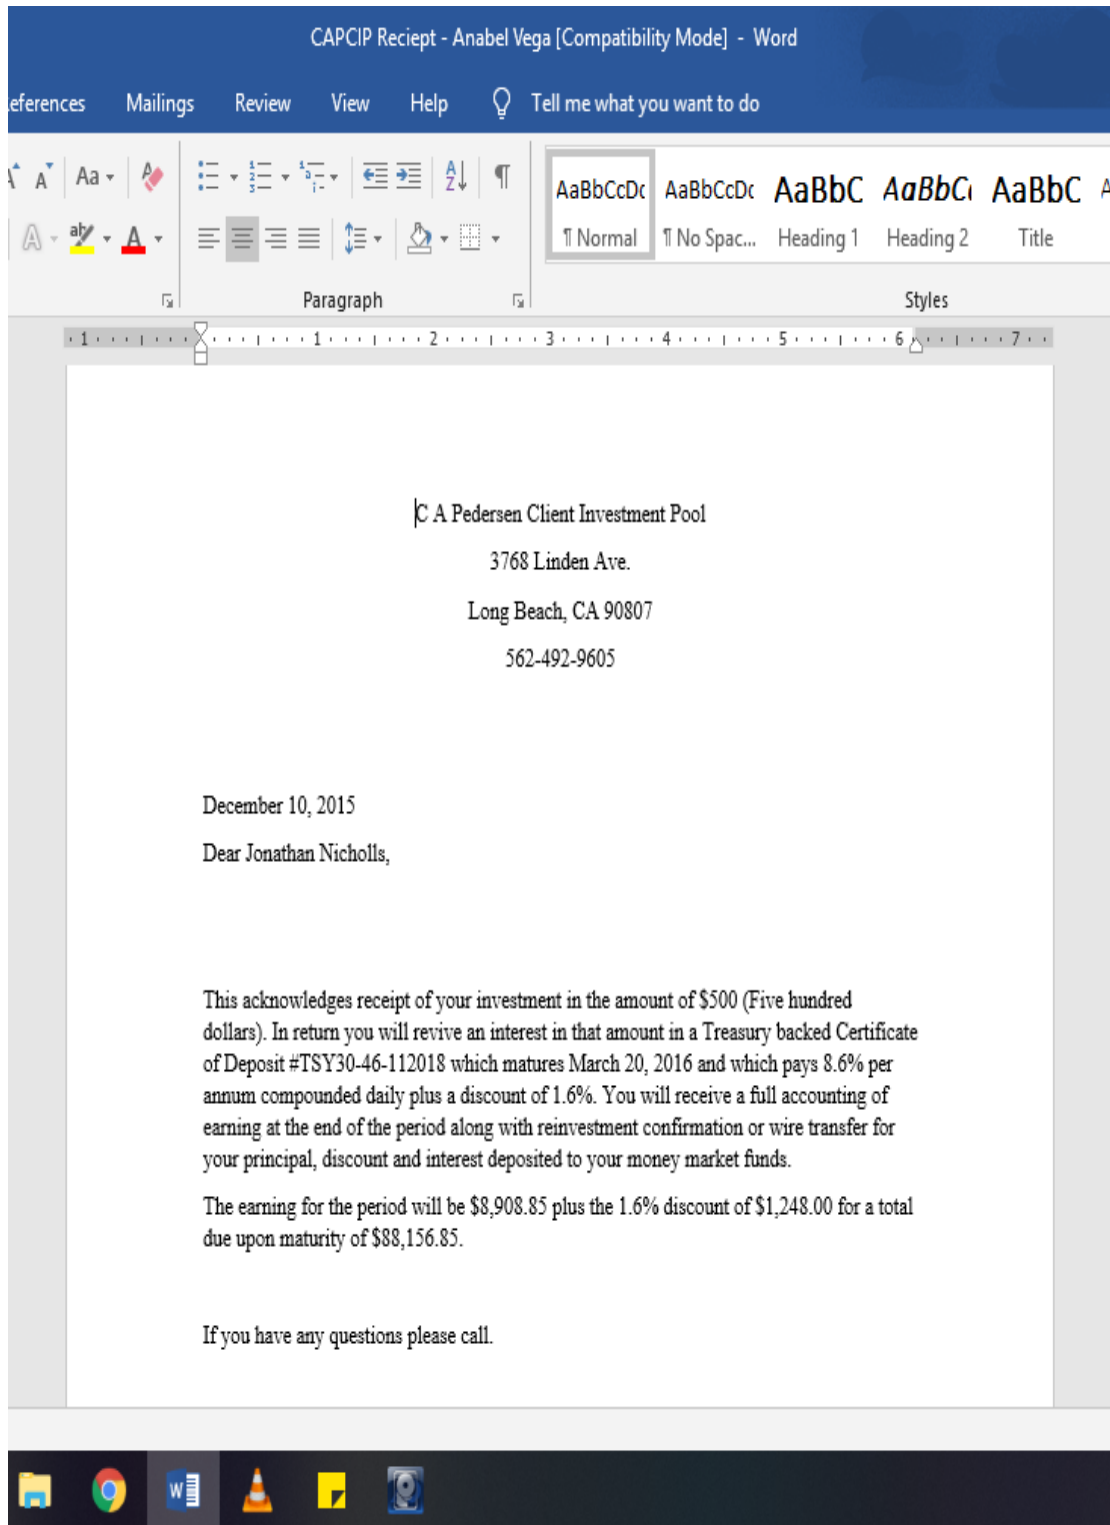 CAPCIP Reciept - Anabel Vega [Compatibility Mode] - Word
eferences Mailings Review View Help Tell me what you want to do
Aa
AaBbCcDc AaBbCcDc AaBbC AaBbC AaBbC
¶ Normal ¶ No Spac... Heading 1 Heading 2 Title
Paragraph Styles
1 1 2 3 4 5 6 7
C A Pedersen Client Investment Pool
3768 Linden Ave.
Long Beach, CA 90807
562-492-9605
December 10, 2015
Dear Jonathan Nicholls,
This acknowledges receipt of your investment in the amount of $500 (Five hundred
dollars). In return you will revive an interest in that amount in a Treasury backed Certificate
of Deposit #TSY30-46-112018 which matures March 20, 2016 and which pays 8.6% per
annum compounded daily plus a discount of 1.6%. You will receive a full accounting of
earning at the end of the period along with reinvestment confirmation or wire transfer for
your principal, discount and interest deposited to your money market funds.
The earning for the period will be $8,908.85 plus the 1.6% discount of $1,248.00 for a total
due upon maturity of $88,156.85.
If you have any questions please call.